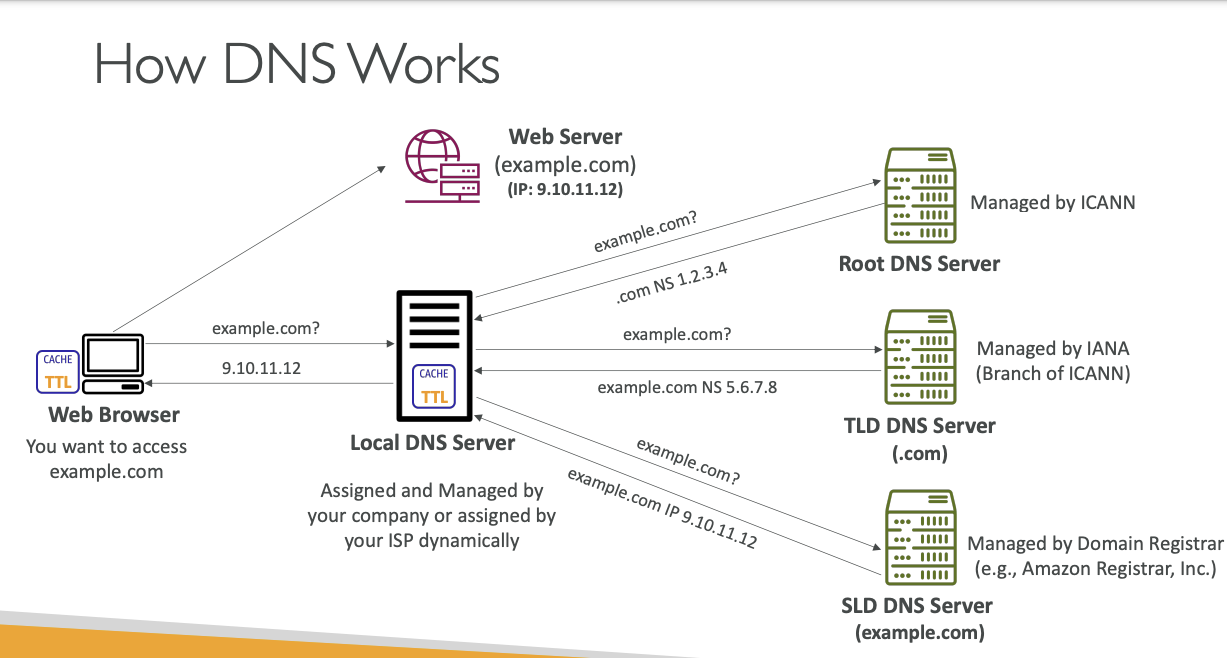 How DNS Works
Web Server
(example.com)
(IP: 9.10.11.12)
Managed by ICANN
Root DNS Server
example.com?
.com NS 1.2.3.4
example.com?
9.10.11.12
CACHE
TTL
Web Browser
You want to access
example.com
CACHE
TTL
Local DNS Server
Assigned and Managed by
your company or assigned by
your ISP dynamically
example.com?
example.com NS 5.6.7.8
Managed by IANA
(Branch of ICANN)
TLD DNS Server
(.com)
example.com?
example.com IP 9.10.11.12
Managed by Domain Registrar
(e.g., Amazon Registrar, Inc.)
SLD DNS Server
(example.com)